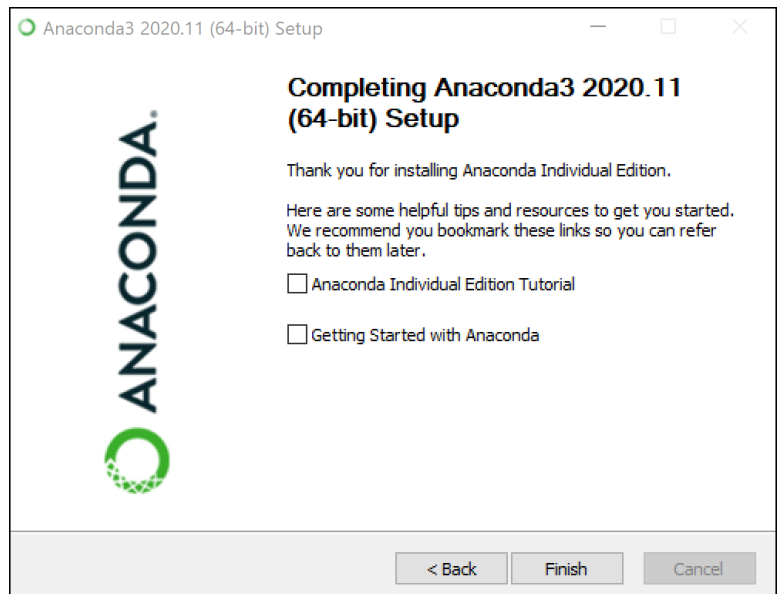 Anaconda3 2020.11 (64-bit) Setup
ANACONDA.
Completing Anaconda3 2020.11
(64-bit) Setup
Thank you for installing Anaconda Individual Edition.
Here are some helpful tips and resources to get you started.
We recommend you bookmark these links so you can refer
back to them later.
Anaconda Individual Edition Tutorial
Getting Started with Anaconda
< Back
Finish
Cancel